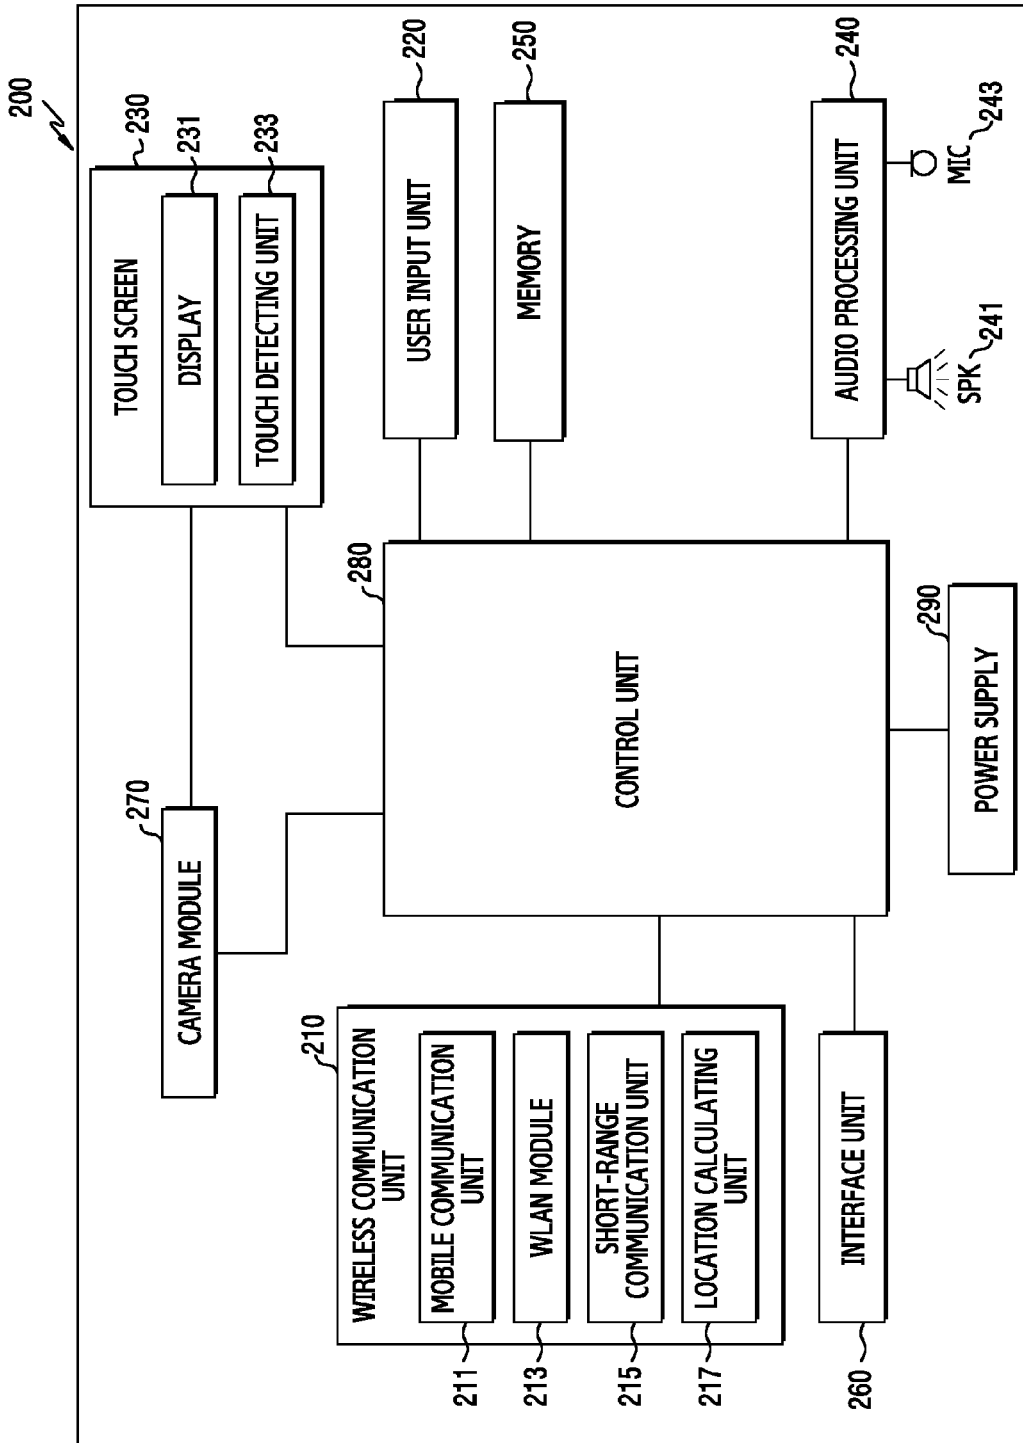 200
270
CAMERA MODULE
230
TOUCH SCREEN
231
DISPLAY
233
TOUCH DETECTING UNIT
210
WIRELESS COMMUNICATION
UNIT
211
MOBILE COMMUNICATION
UNIT
213
WLAN MODULE
215
SHORT-RANGE
COMMUNICATION UNIT
217
LOCATION CALCULATING
UNIT
260
INTERFACE UNIT
280
CONTROL UNIT
290
POWER SUPPLY
220
USER INPUT UNIT
250
MEMORY
240
AUDIO PROCESSING UNIT
SPK
241
MIC
243